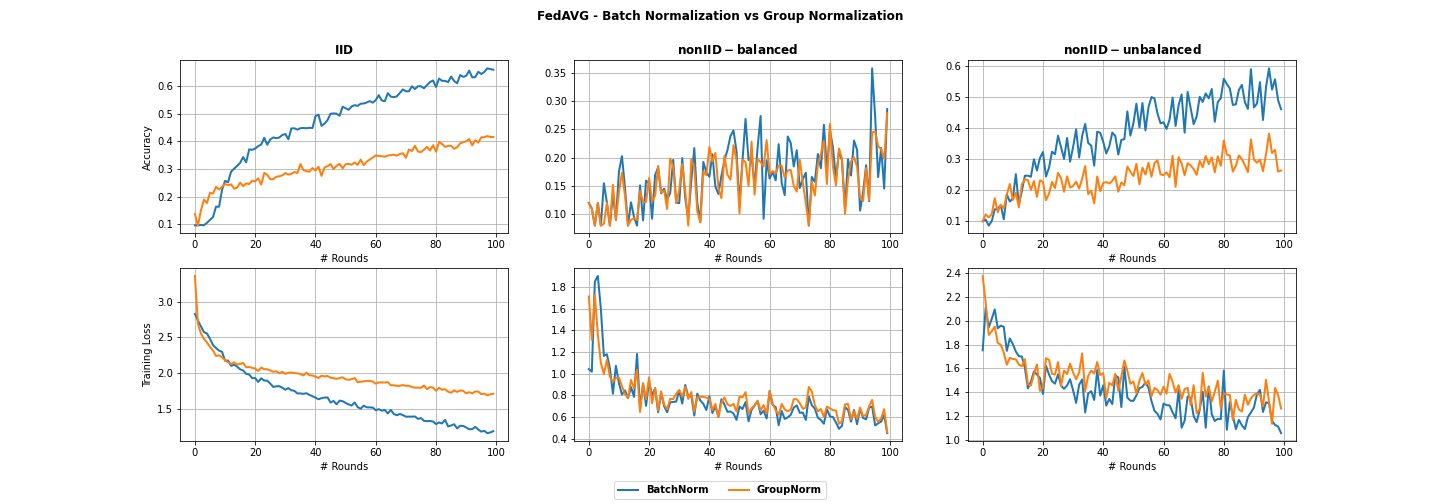 FedAVG - Batch Normalization vs Group Normalization
IID
nonIID − balanced
nonIID − unbalanced
Accuracy
0.6
0.5
0.4
0.3
0.2
0.1
0 20 40 60 80 100
# Rounds
0.35
0.30
0.25
0.20
0.15
0.10
0 20 40 60 80 100
# Rounds
0.6
0.5
0.4
0.3
0.2
0.1
0 20 40 60 80 100
# Rounds
Training Loss
3.0
2.5
2.0
1.5
0 20 40 60 80 100
# Rounds
1.8
1.6
1.4
1.2
1.0
0.8
0.6
0.4
0 20 40 60 80 100
# Rounds
2.4
2.2
2.0
1.8
1.6
1.4
1.2
1.0
0 20 40 60 80 100
# Rounds
BatchNorm GroupNorm